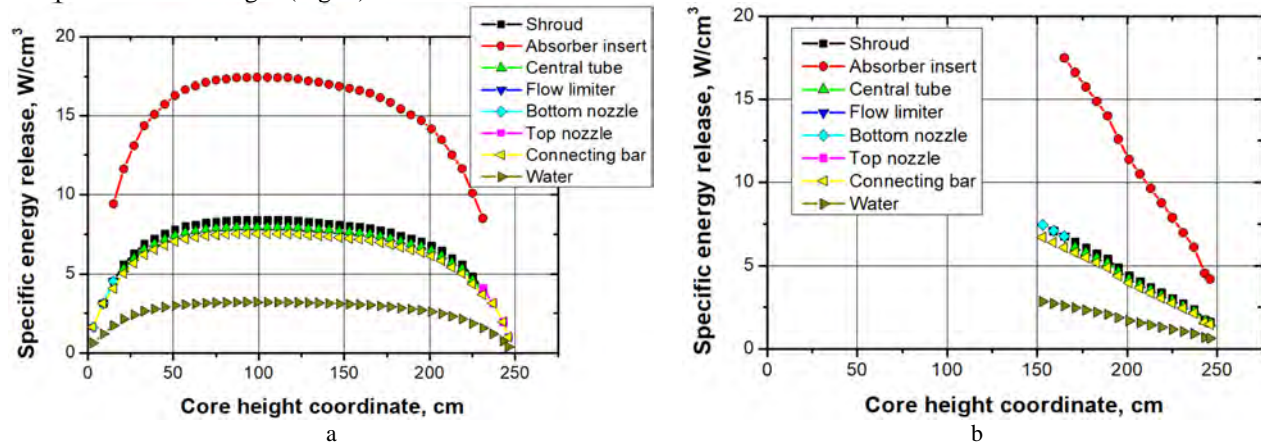 Specific energy release, W/cm³
20
15
10
5
0
0
50
100
150
200
250
Core height coordinate, cm
a
Shroud
Absorber insert
Central tube
Flow limiter
Bottom nozzle
Top nozzle
Connecting bar
Water
Specific energy release, W/cm³
20
15
10
5
0
Shroud
Absorber insert
Central tube
Flow limiter
Bottom nozzle
Top nozzle
Connecting bar
Water
0
50
100
150
200
250
Core height coordinate, cm
b